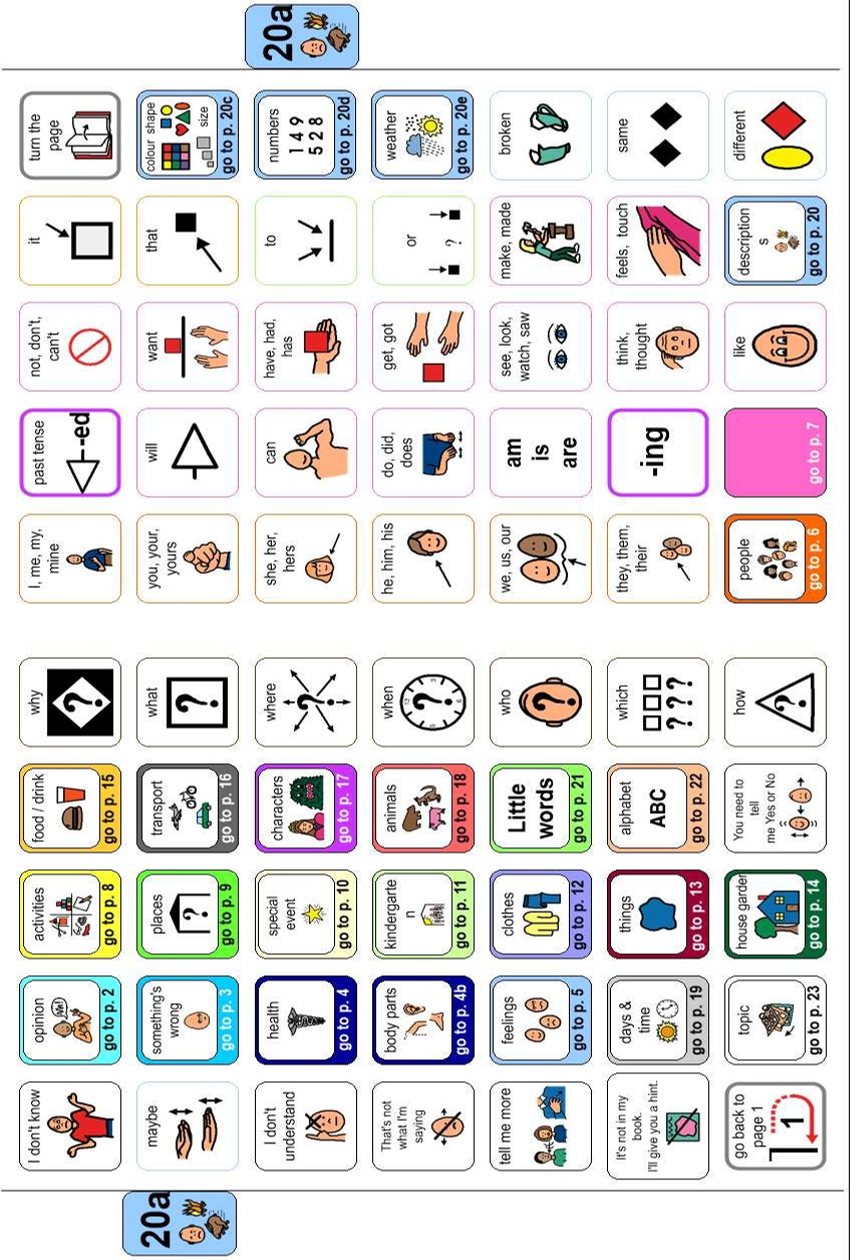 I don't know
opinion
go to p. 2
activities
go to p. 8
food / drink
go to p. 15
why
I, me, my,
mine
past tense
-ed
not, don't,
can't
it
turn the
page
20a
maybe
something's
wrong
go to p. 3
places
go to p. 9
transport
go to p. 16
what
you, your,
yours
will
want
that
colour shape
size
go to p. 20c
I don't
understand
health
go to p. 4
special
event
go to p. 10
characters
go to p. 17
where
she, her,
hers
can
have, had,
has
to
numbers
1 4 9
5 2 8
go to p. 20d
20a
That's not
what I'm
saying
body parts
go to p. 4b
kindergarte
n
go to p. 11
animals
go to p. 18
when
he, him, his
do, did,
does
get, got
or
?
weather
go to p. 20e
tell me more
feelings
go to p. 5
clothes
go to p. 12
Little
words
go to p. 21
who
we, us, our
am
is
are
see, look,
watch, saw
make, made
broken
It's not in my
book.
I'll give you a hint.
days &
time
go to p. 19
things
go to p. 13
alphabet
ABC
go to p. 22
which
? ? ?
they, them,
their
-ing
think,
thought
feels, touch
same
go back to
page 1
1
topic
go to p. 23
house garden
go to p. 14
You need to
tell
me Yes or No
how
people
go to p. 6
go to p. 7
like
description
s
go to p. 20
different